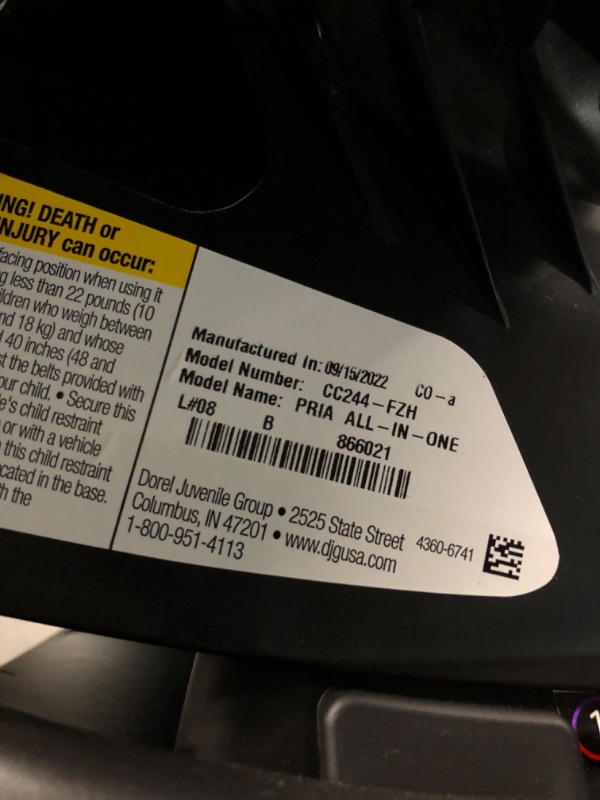 NG! DEATH or
NJURY can occur:
facing position when using it
g less than 22 pounds (10
ldren who weigh between
nd 18 kg) and whose
40 inches (48 and
st the belts provided with
our child. • Secure this
e's child restraint
or with a vehicle
this child restraint
cated in the base.
h the
Manufactured in: 09/15/2022 CO-a
Model Number: CC244-FZH
Model Name: PRIA ALL-IN-ONE
L#08 B 866021
Dorel Juvenile Group • 2525 State Street
Columbus, IN 47201 • www.djgusa.com
1-800-951-4113
4360-6741
1